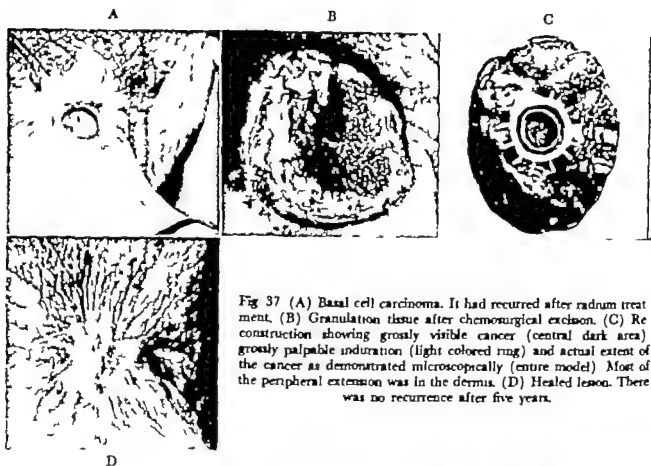 A
B
C
D
Fig 37 (A) Basal cell carcinoma. It had recurred after radrum treat
ment. (B) Granulation tissue after chemosurgical excison. (C) Re
construction showing grossly visible cancer (central dark area)
grossly palpable induration (light colored ring) and actual extent of
the cancer as demonstrated microscopically (entire model) Most of
the peripheral extension was in the dermis. (D) Healed lesson. There
was no recurrence after five years.